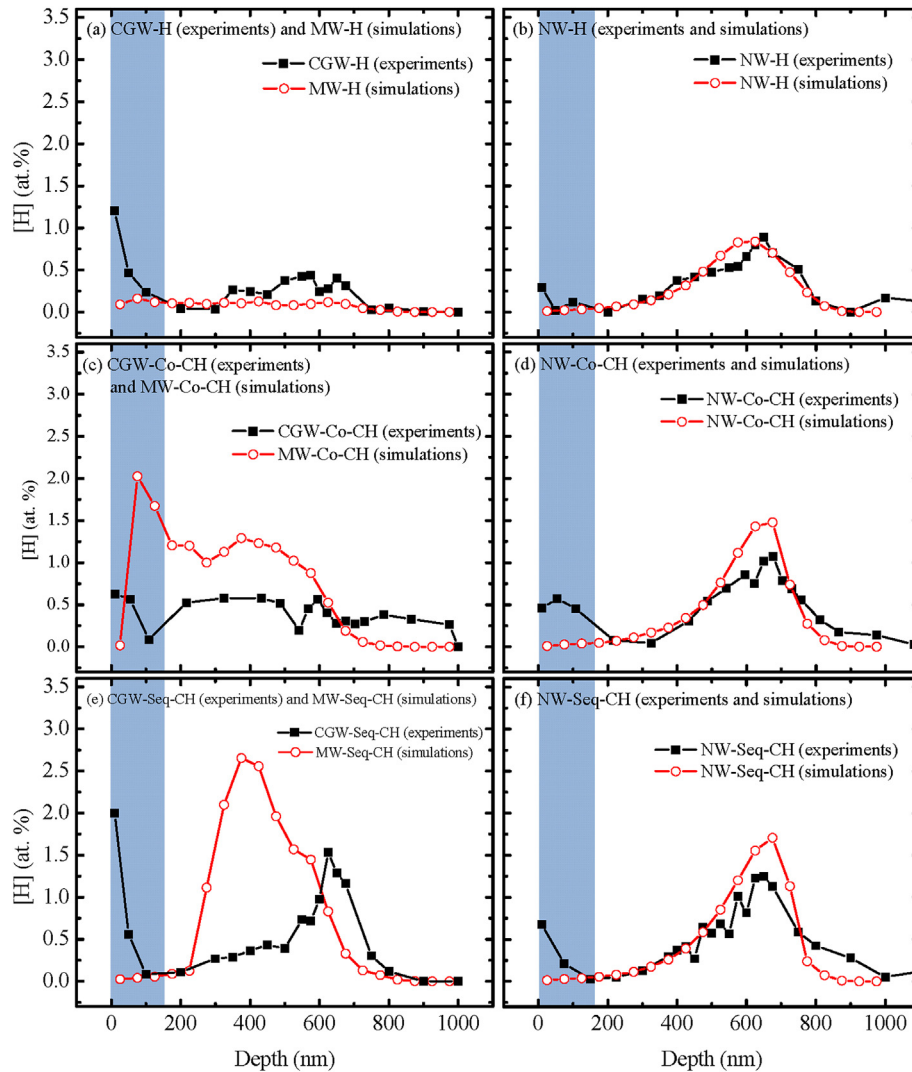 (a) CGW-H (experiments) and MW-H (simulations)
CGW-H (experiments)
MW-H (simulations)
3.5
3.0
2.5
2.0
1.5
1.0
0.5
0.0
[H] (at.%)
(b) NW-H (experiments and simulations)
NW-H (experiments)
NW-H (simulations)
(c) CGW-Co-CH (experiments)
and MW-Co-CH (simulations)
CGW-Co-CH (experiments)
MW-Co-CH (simulations)
3.5
3.0
2.5
2.0
1.5
1.0
0.5
0.0
[H] (at. %)
(d) NW-Co-CH (experiments and simulations)
NW-Co-CH (experiments)
NW-Co-CH (simulations)
(e) CGW-Seq-CH (experiments) and MW-Seq-CH (simulations)
CGW-Seq-CH (experiments)
MW-Seq-CH (simulations)
3.5
3.0
2.5
2.0
1.5
1.0
0.5
0.0
[H] (at. %)
0 200 400 600 800 1000
Depth (nm)
(f) NW-Seq-CH (experiments and simulations)
NW-Seq-CH (experiments)
NW-Seq-CH (simulations)
0 200 400 600 800 1000
Depth (nm)